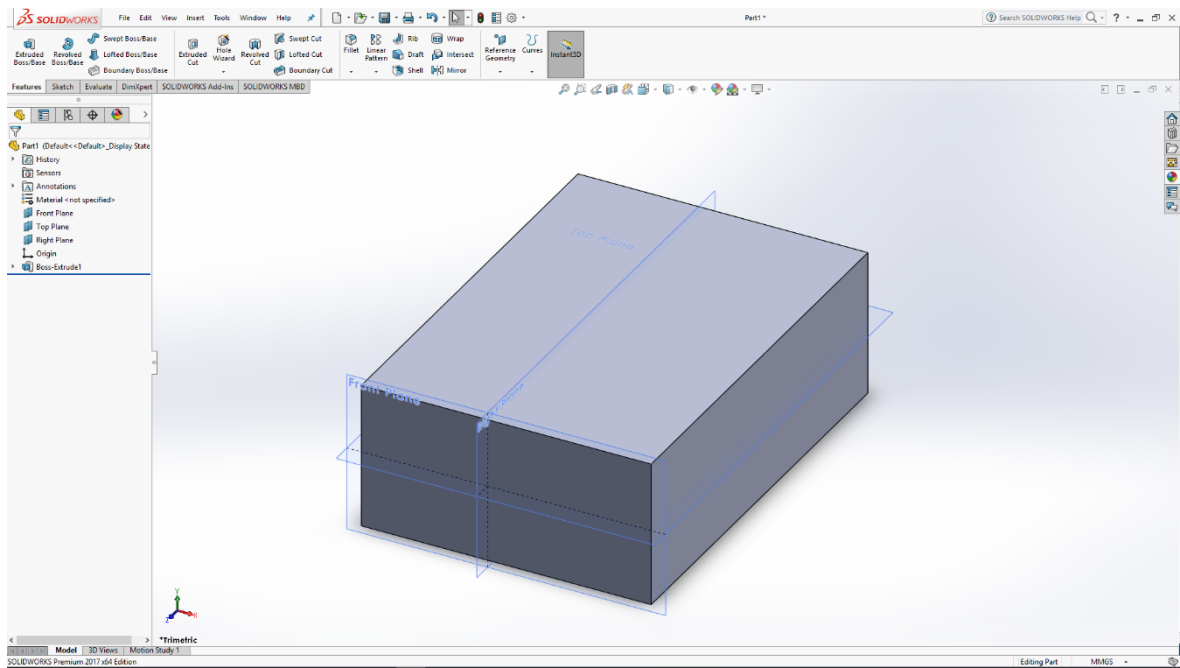 SOLIDWORKS File Edit View Insert Tools Window Help Part1 * Search SOLIDWORKS Help ?
Extruded Boss/Base
Revolved Boss/Base
Swept Boss/Base
Lofted Boss/Base
Boundary Boss/Base
Extruded Cut
Hole Wizard
Revolved Cut
Swept Cut
Lofted Cut
Boundary Cut
Fillet
Linear Pattern
Rib
Draft
Shell
Wrap
Intersect
Mirror
Reference Geometry
Curves
Instant3D
Features Sketch Evaluate DimXpert SOLIDWORKS Add-Ins SOLIDWORKS MBD
Part1 (Default<<Default>_Display State
History
Sensors
Annotations
Material <not specified>
Front Plane
Top Plane
Right Plane
Origin
Boss-Extrude1
Top Plane
Front Plane
Plane
Y
X
Z
*Trimetric
Model 3D Views Motion Study 1
SOLIDWORKS Premium 2017 x64 Edition Editing Part MMGS